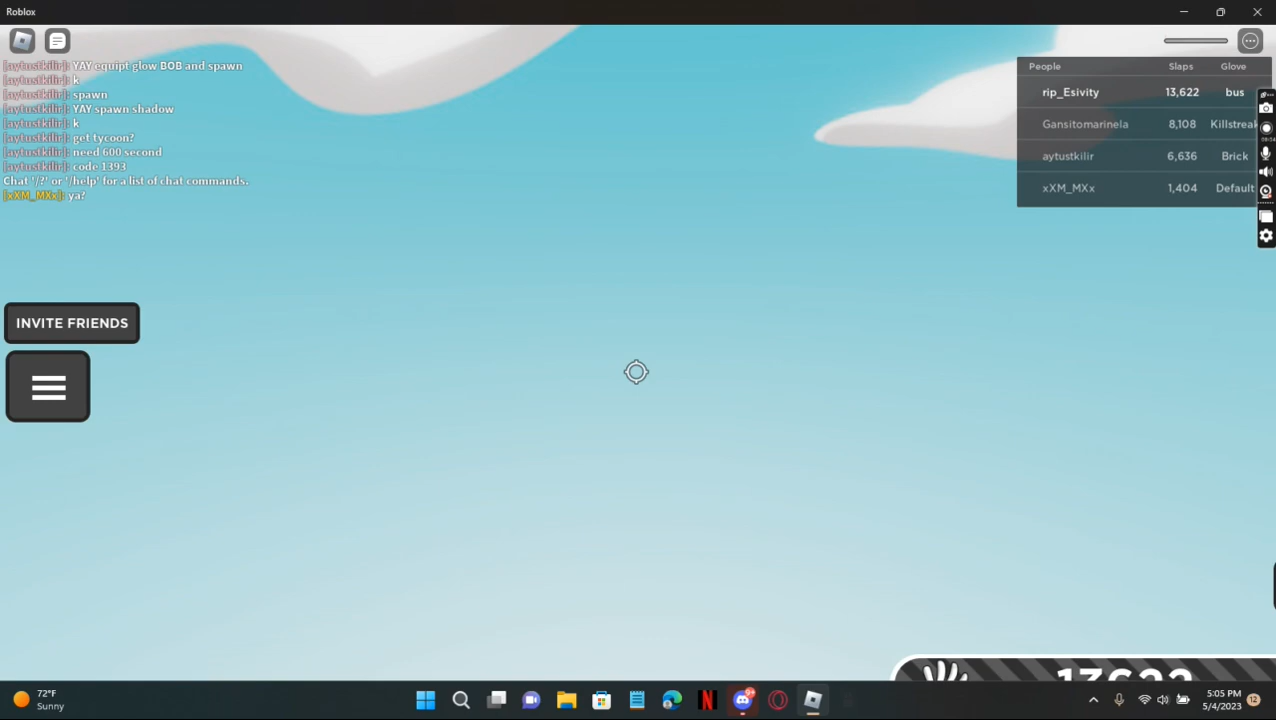 Roblox
[aytustkilir]: YAY equipt glow BOB and spawn
[aytustkilir]: k
[aytustkilir]: spawn
[aytustkilir]: YAY spawn shadow
[aytustkilir]: k
[aytustkilir]: get tycoon?
[aytustkilir]: need 600 second
[aytustkilir]: code 1393
Chat '/?' or '/help' for a list of chat commands.
[xXM_MXx]: ya?
People Slaps Glove
rip_Esivity 13,622 bus
Gansitomarinela 8,108 Killstreak
aytustkilir 6,636 Brick
xXM_MXx 1,404 Default
INVITE FRIENDS
13622
72°F
Sunny
9+
N
5:05 PM
5/4/2023
12